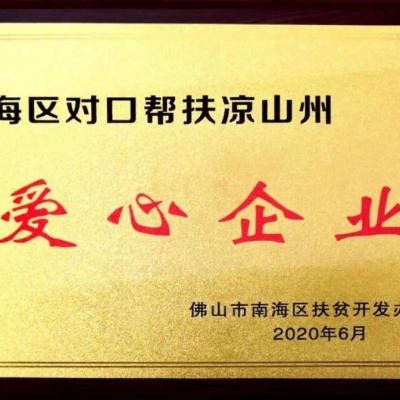 海区对口帮扶凉山州
爱心企业
佛山市南海区扶贫开发办
2020年6月